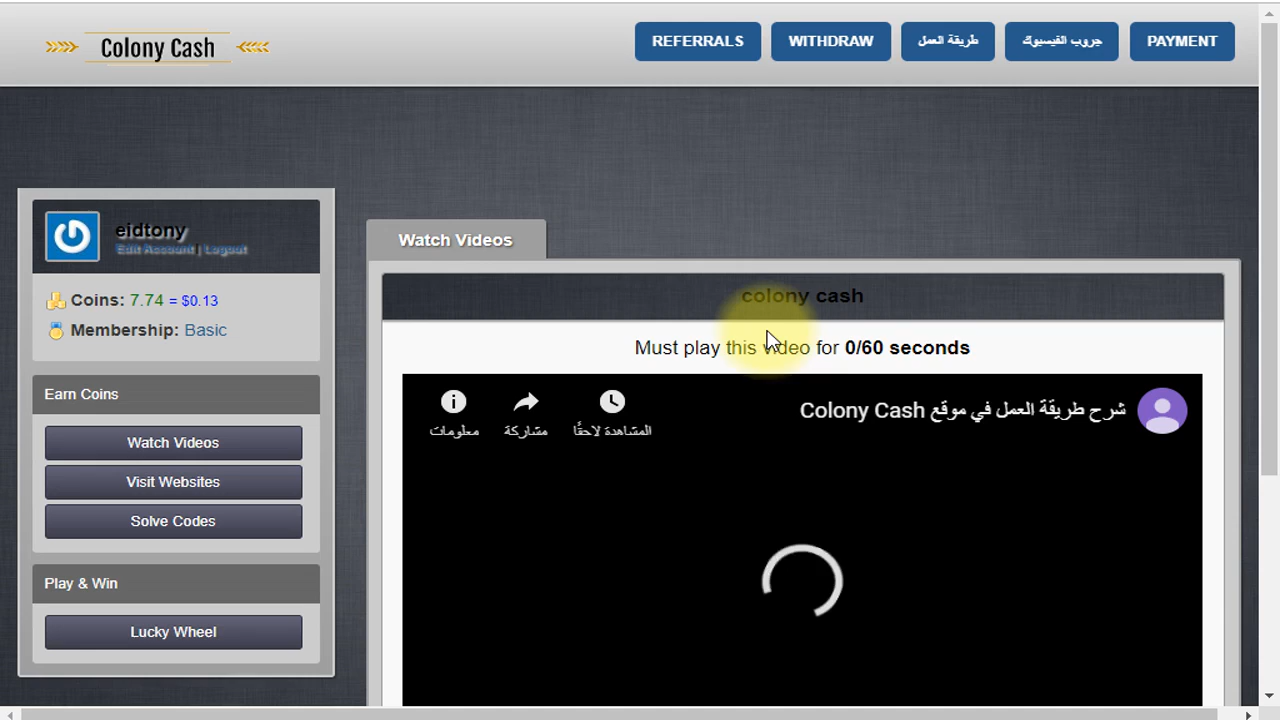 Colony Cash
REFERRALS
WITHDRAW
طريقة العمل
جروب الفيسبوك
PAYMENT
eidtony
Edit Account | Logout
Coins: 7.74 = $0.13
Membership: Basic
Earn Coins
Watch Videos
Visit Websites
Solve Codes
Play & Win
Lucky Wheel
Watch Videos
colony cash
Must play this video for 0/60 seconds
معلومات
مشاركة
المشاهدة لاحقًا
شرح طريقة العمل في موقع Colony Cash